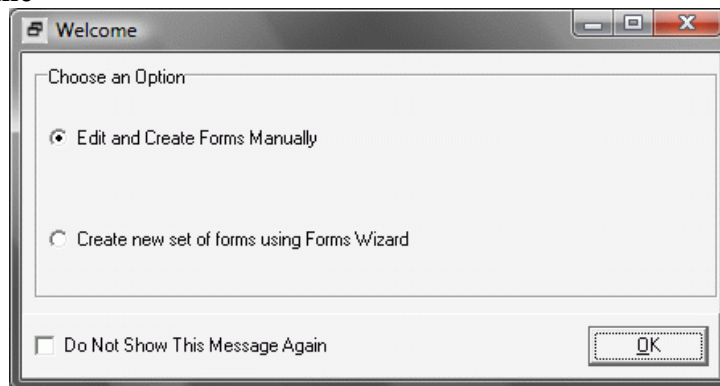 Welcome
Choose an Option
Edit and Create Forms Manually
Create new set of forms using Forms Wizard
Do Not Show This Message Again
OK